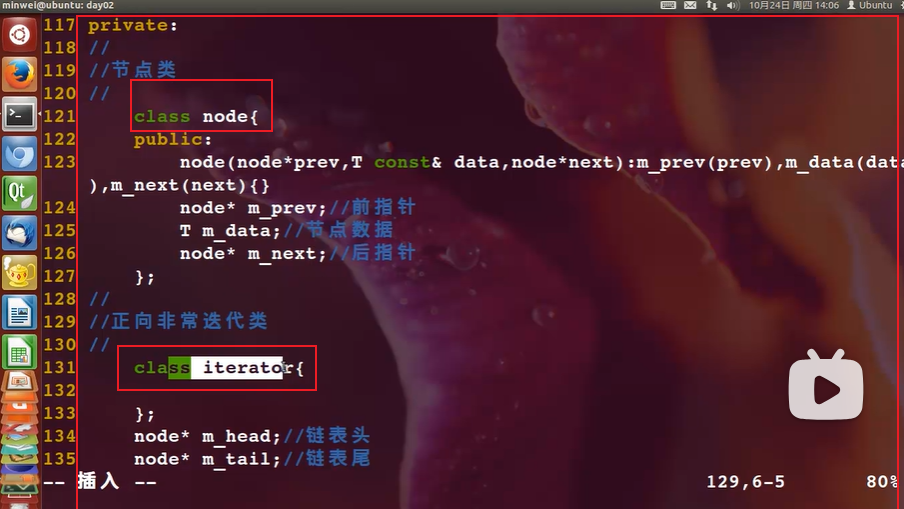 minwei@ubuntu: day02
10月24日 周四 14:06 Ubuntu
117 private:
118 //
119 //节点类
120 //
121 class node{
122 public:
123 node(node*prev,T const& data,node*next):m_prev(prev),m_data(data
),m_next(next){}
124 node* m_prev;//前指针
125 T m_data;//节点数据
126 node* m_next;//后指针
127 };
128 //
129 //正向非常迭代类
130 //
131 class iterator{
132
133 };
134 node* m_head;//链表头
135 node* m_tail;//链表尾
-- 插入 -- 129,6-5 80%